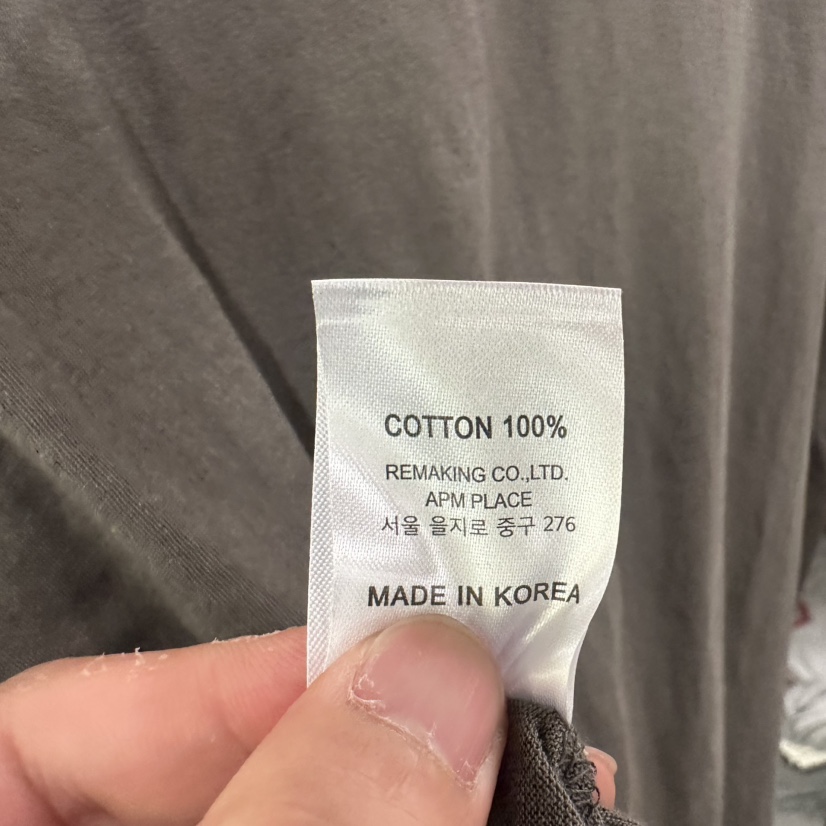 COTTON 100%
REMAKING CO.,LTD.
APM PLACE
서울 을지로 중구 276
MADE IN KOREA